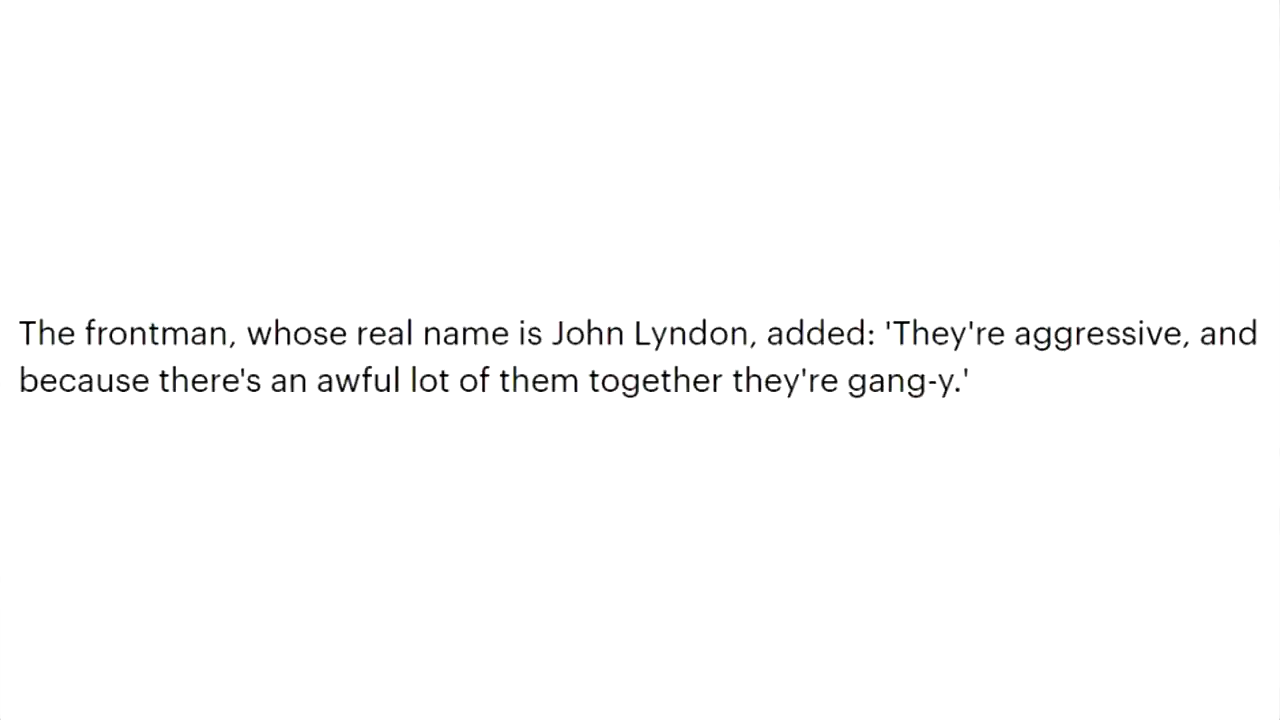 The frontman, whose real name is John Lyndon, added: 'They're aggressive, and
because there's an awful lot of them together they're gang-y.'